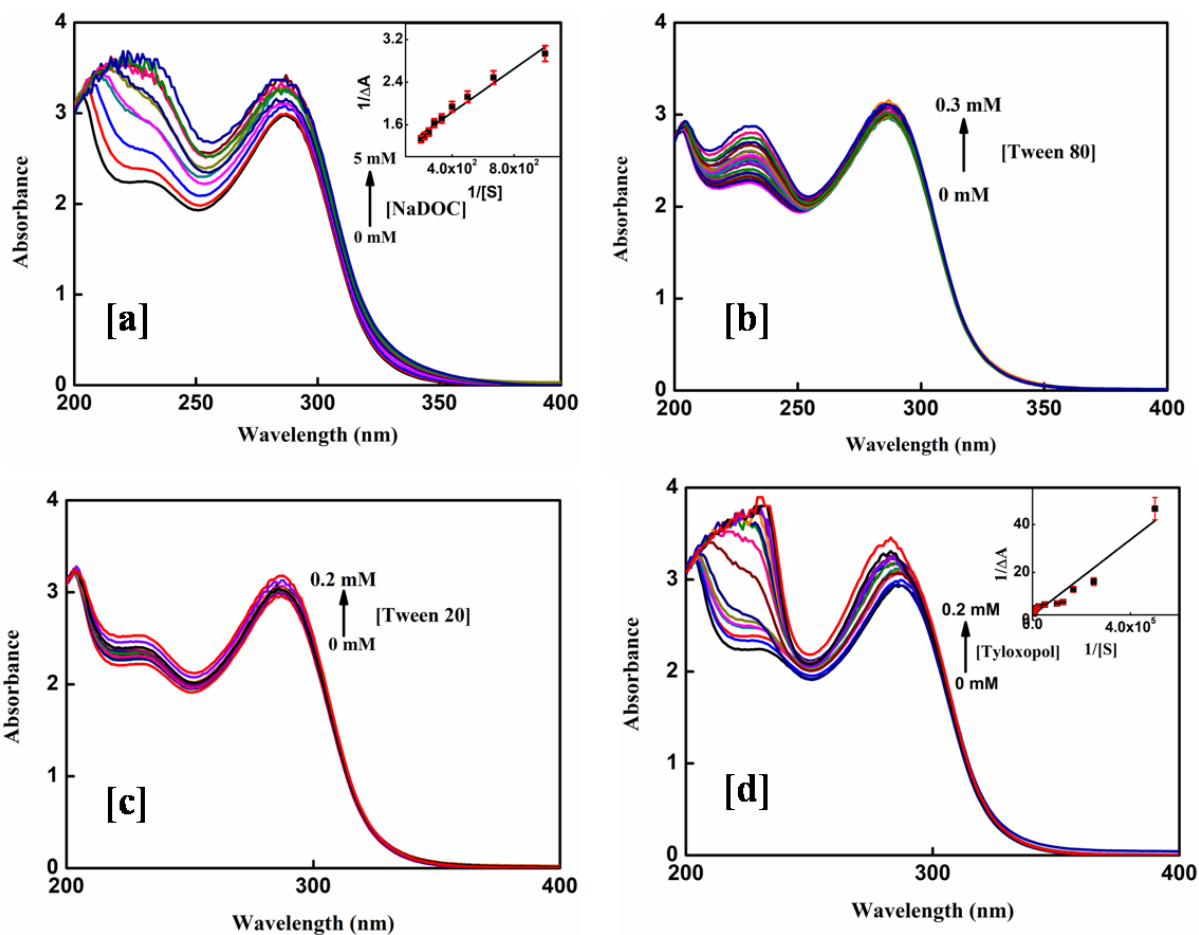 4
3
2
1
0
200
250
300
350
400
Absorbance
Wavelength (nm)
[a]
5 mM
[NaDOC]
0 mM
3.2
2.4
1.6
1/ΔA
4.0x10²
8.0x10²
1/[S]
4
3
2
1
0
200
250
300
350
400
Absorbance
Wavelength (nm)
[b]
0.3 mM
[Tween 80]
0 mM
4
3
2
1
0
200
300
400
Absorbance
Wavelength (nm)
[c]
0.2 mM
[Tween 20]
0 mM
4
3
2
1
0
200
300
400
Absorbance
Wavelength (nm)
[d]
0.2 mM
[Tyloxopol]
0 mM
40
20
0
1/ΔA
0.0
4.0x10⁵
1/[S]